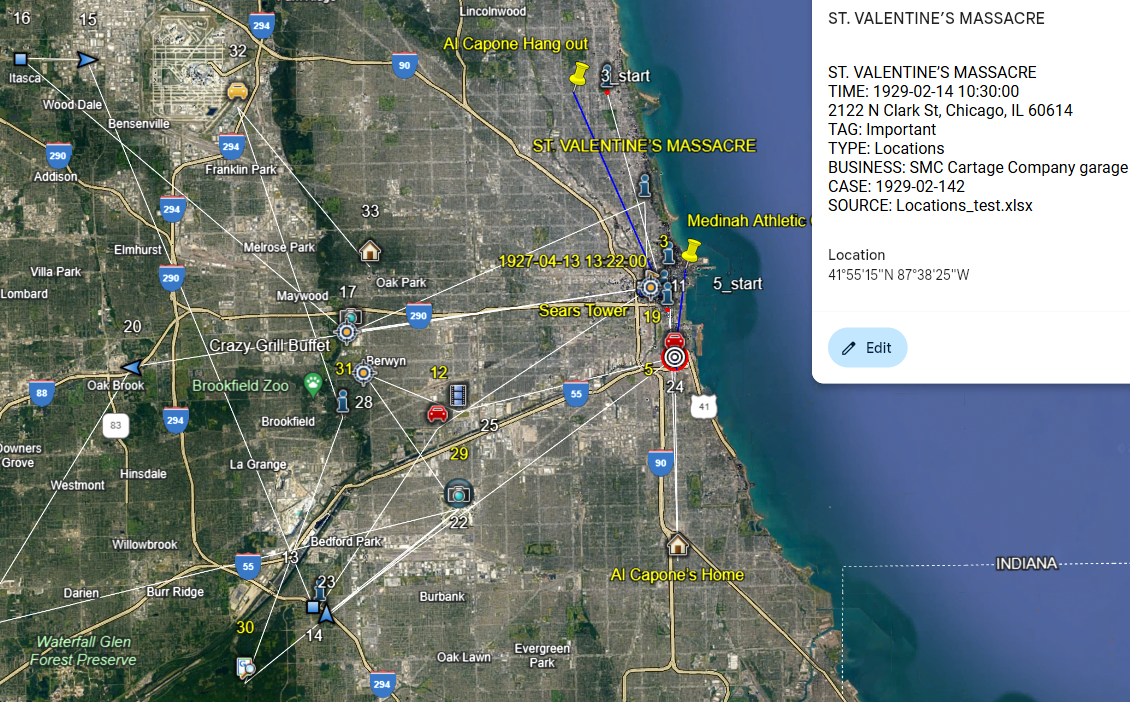 16
15
294
Lincolnwood
32
Al Capone Hang out
90
3_start
Itasca
Wood Dale
Bensenville
ST. VALENTINE'S MASSACRE
290
294
Addison
Franklin Park
294
33
Medinah Athletic
Elmhurst
Melrose Park
3
Villa Park
290
1927-04-13 13:22:00
Oak Park
11
5_start
Lombard
Maywood
17
290
Sears Tower
19
20
Crazy Grill Buffet
Berwyn
31
12
5
Oak Brook
Brookfield Zoo
24
88
55
28
41
83
294
Brookfield
25
Downers
Grove
29
La Grange
90
Hinsdale
Westmont
22
Willowbrook
Bedford Park
13
Al Capone's Home
INDIANA
55
23
Darien
Burr Ridge
Burbank
30
14
Waterfall Glen
Forest Preserve
Oak Lawn
Evergreen
Park
294
ST. VALENTINE'S MASSACRE
ST. VALENTINE'S MASSACRE
TIME: 1929-02-14 10:30:00
2122 N Clark St, Chicago, IL 60614
TAG: Important
TYPE: Locations
BUSINESS: SMC Cartage Company garage
CASE: 1929-02-142
SOURCE: Locations_test.xlsx
Location
41°55'15"N 87°38'25"W
Edit